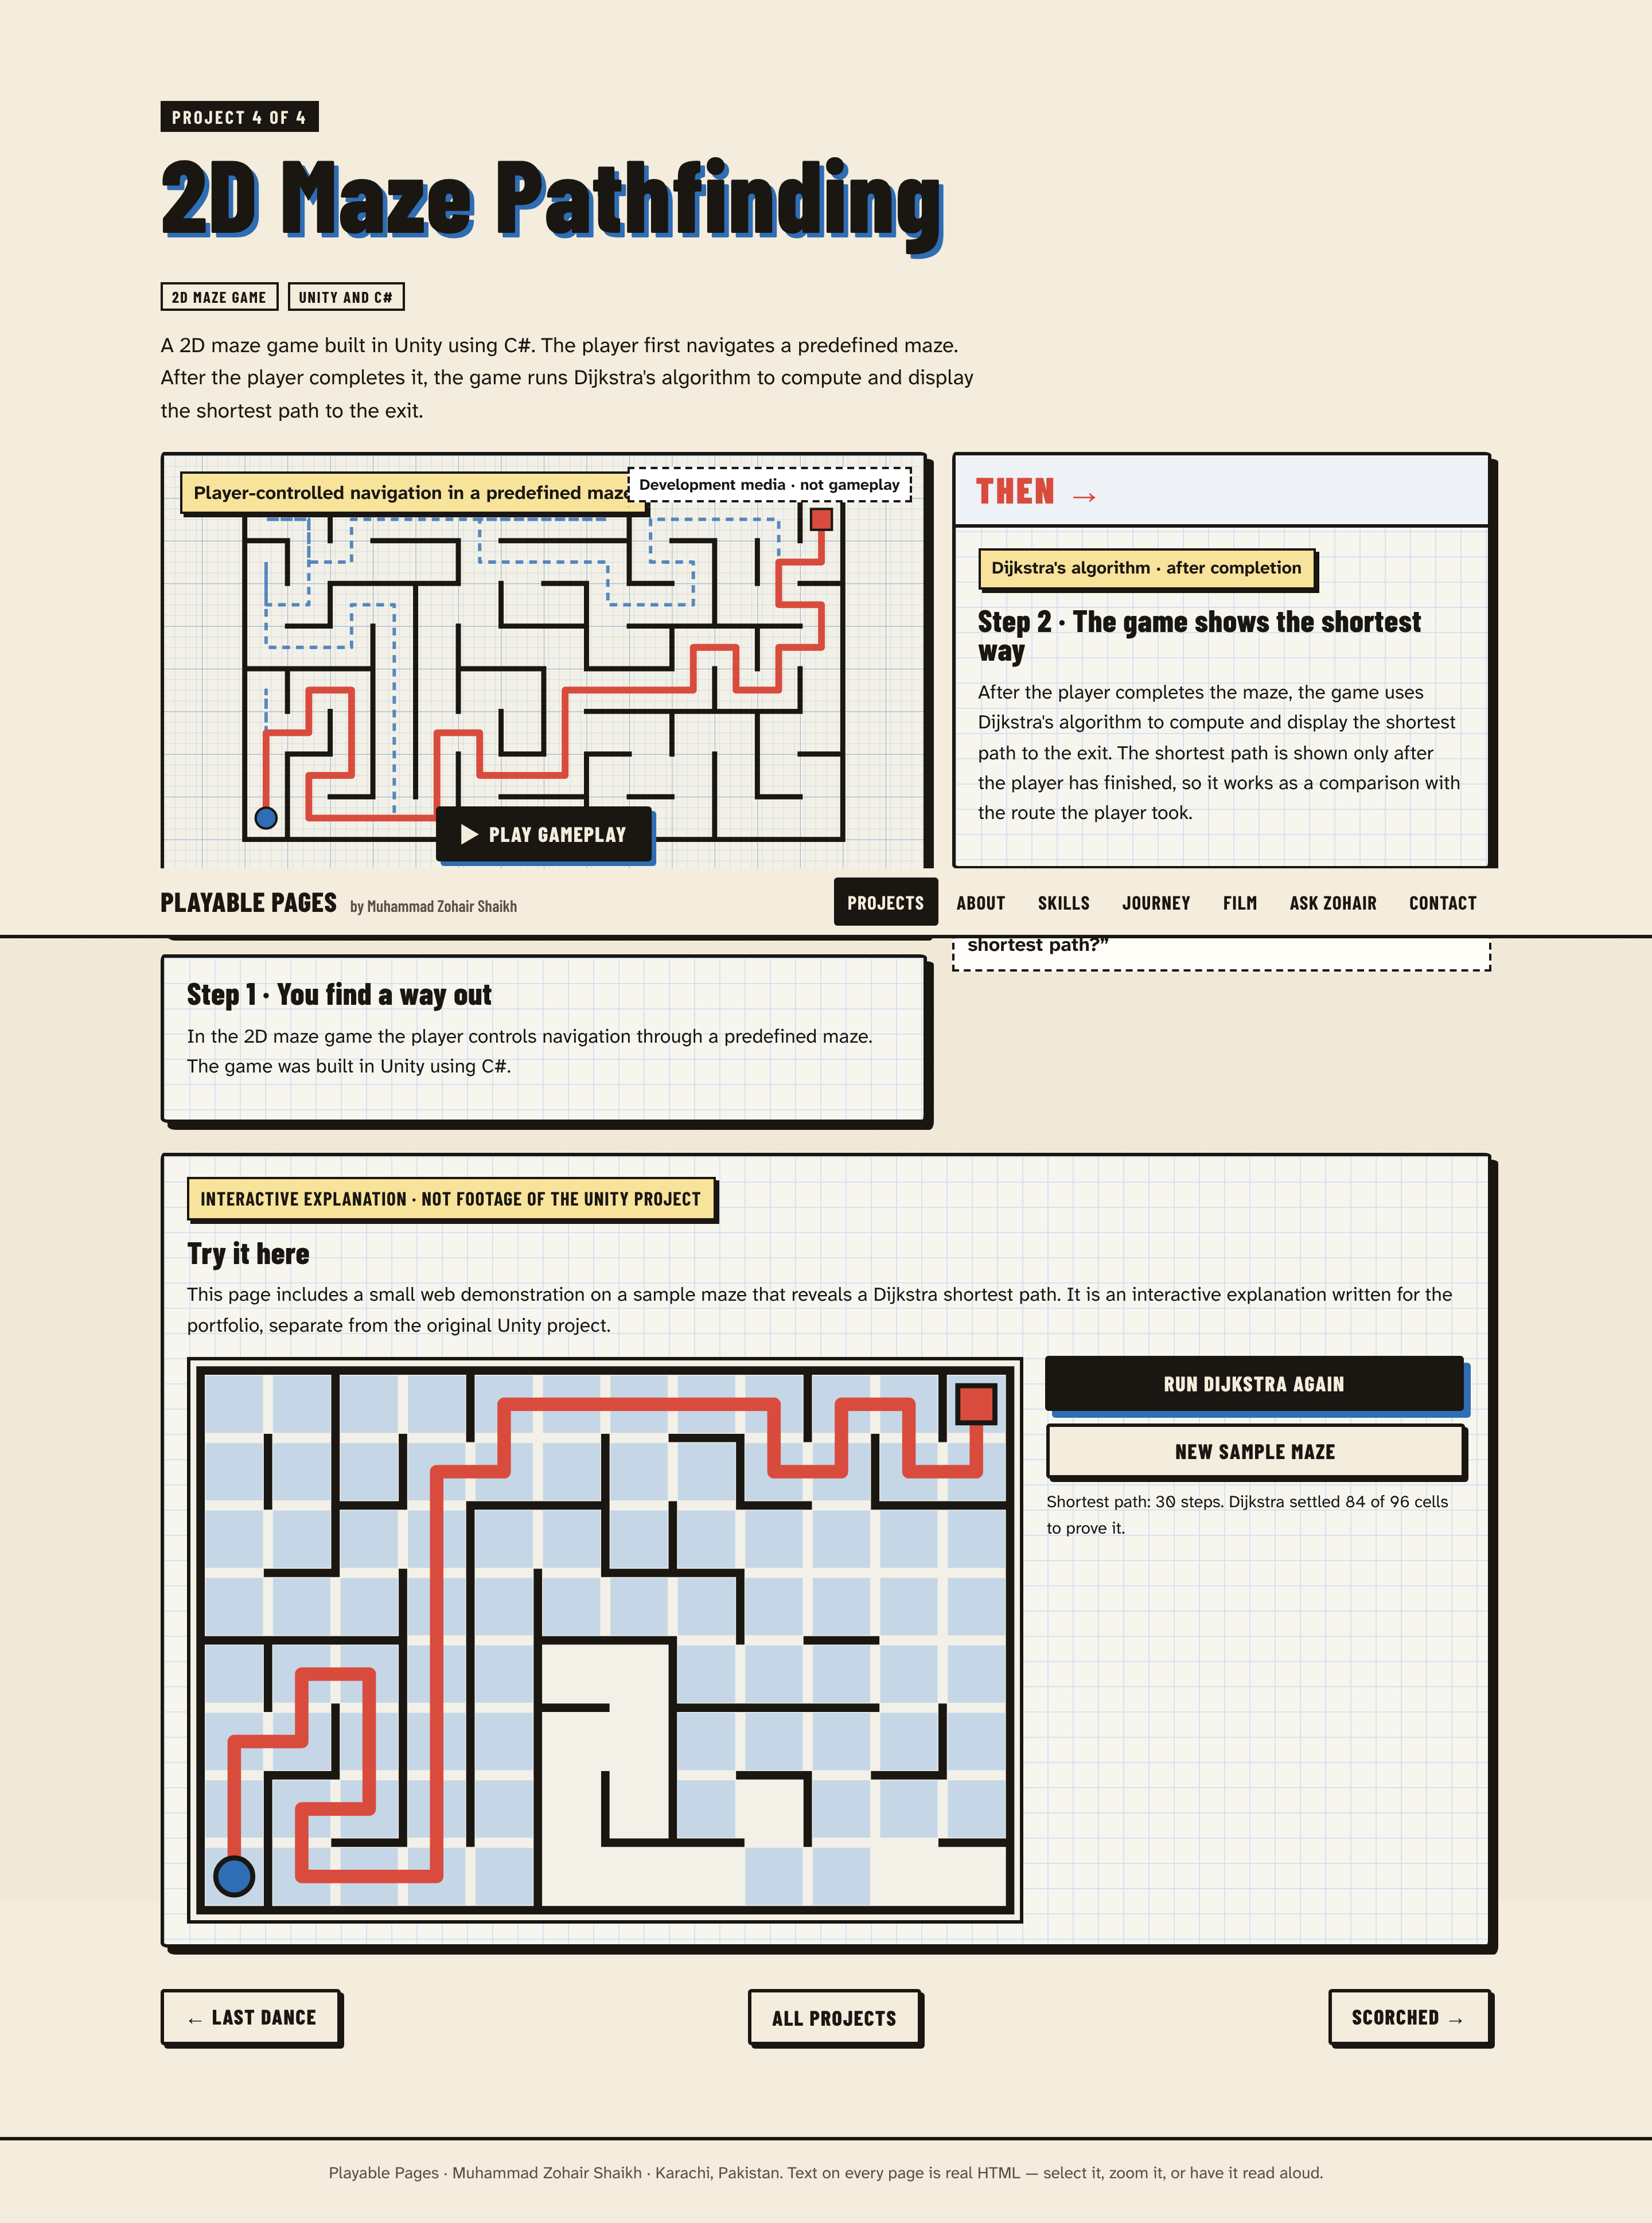 PROJECT 4 OF 4
2D Maze Pathfinding
2D MAZE GAME
UNITY AND C#
A 2D maze game built in Unity using C#. The player first navigates a predefined maze.
After the player completes it, the game runs Dijkstra's algorithm to compute and display
the shortest path to the exit.
Player-controlled navigation in a predefined maze
Development media · not gameplay
PLAY GAMEPLAY
THEN →
Dijkstra's algorithm · after completion
Step 2 · The game shows the shortest
way
After the player completes the maze, the game uses
Dijkstra's algorithm to compute and display the shortest
path to the exit. The shortest path is shown only after
the player has finished, so it works as a comparison with
the route the player took.
PLAYABLE PAGES by Muhammad Zohair Shaikh
PROJECTS ABOUT SKILLS JOURNEY FILM ASK ZOHAIR CONTACT
shortest path?”
Step 1 · You find a way out
In the 2D maze game the player controls navigation through a predefined maze.
The game was built in Unity using C#.
INTERACTIVE EXPLANATION · NOT FOOTAGE OF THE UNITY PROJECT
Try it here
This page includes a small web demonstration on a sample maze that reveals a Dijkstra shortest path. It is an interactive explanation written for the
portfolio, separate from the original Unity project.
RUN DIJKSTRA AGAIN
NEW SAMPLE MAZE
Shortest path: 30 steps. Dijkstra settled 84 of 96 cells
to prove it.
← LAST DANCE
ALL PROJECTS
SCORCHED →
Playable Pages · Muhammad Zohair Shaikh · Karachi, Pakistan. Text on every page is real HTML — select it, zoom it, or have it read aloud.